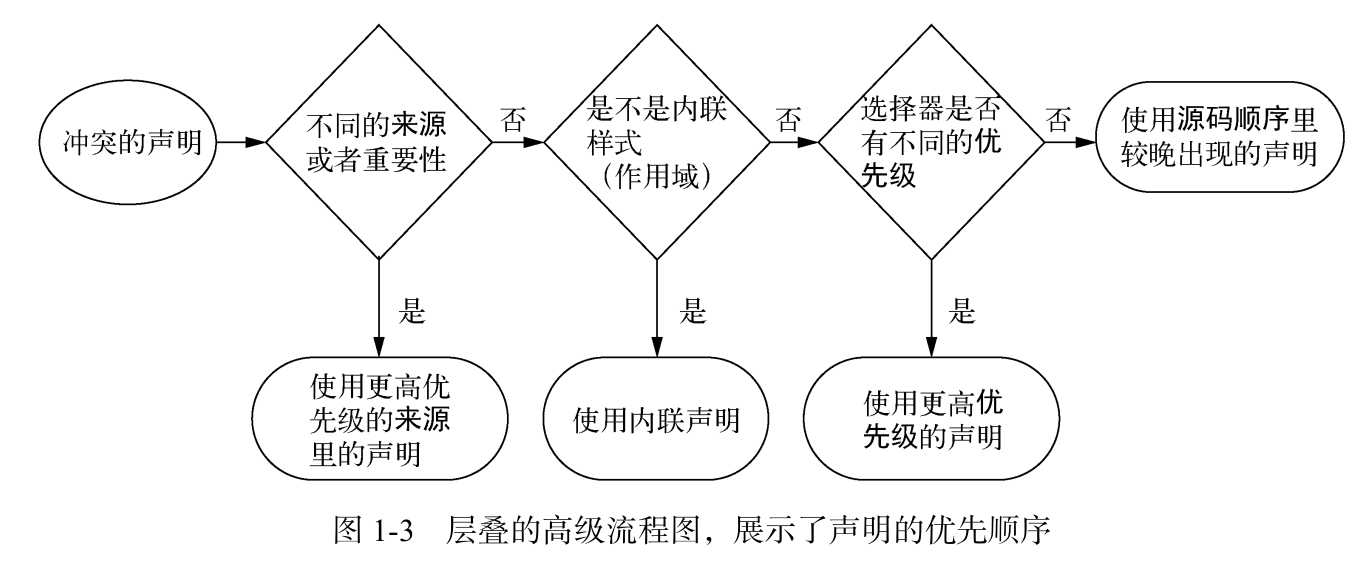 冲突的声明
不同的来源
或者重要性
否
是不是内联
样式
（作用域）
否
选择器是否
有不同的优
先级
否
使用源码顺序里
较晚出现的声明
是
是
是
使用更高优
先级的来源
里的声明
使用内联声明
使用更高优
先级的声明
图 1-3 层叠的高级流程图，展示了声明的优先顺序